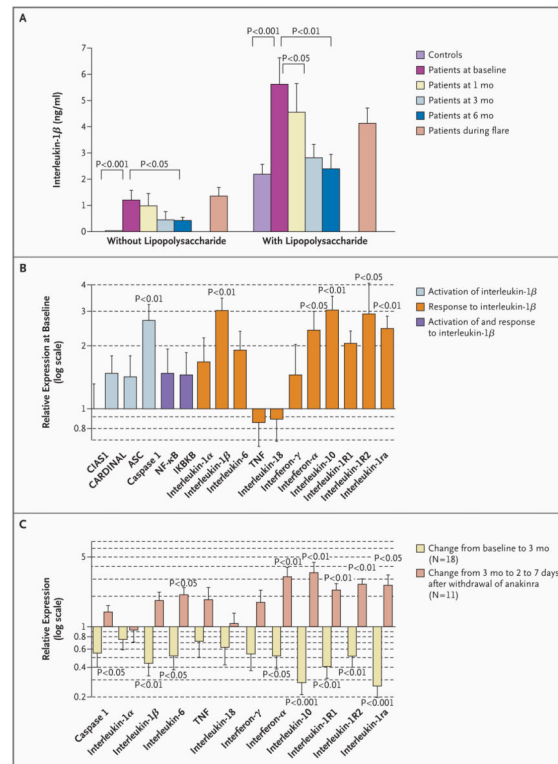 A
P<0.001
P<0.01
P<0.05
P<0.001
P<0.05
Interleukin-1β (ng/ml)
7
6
5
4
3
2
1
0
Without Lipopolysaccharide
With Lipopolysaccharide
Controls
Patients at baseline
Patients at 1 mo
Patients at 3 mo
Patients at 6 mo
Patients during flare
B
Relative Expression at Baseline
(log scale)
4
3
2
1
0.8
P<0.01
P<0.01
P<0.05
P<0.01
P<0.05
P<0.01
CIAS1
CARDINAL
ASC
Caspase 1
NF-κB
IKBKB
Interleukin-1α
Interleukin-1β
Interleukin-6
TNF
Interleukin-18
Interferon-γ
Interferon-α
Interleukin-10
Interleukin-1R1
Interleukin-1R2
Interleukin-1ra
Activation of interleukin-1β
Response to interleukin-1β
Activation of and response
to interleukin-1β
C
Relative Expression
(log scale)
5
1
0.8
0.6
0.4
0.2
P<0.05
P<0.01
P<0.01
P<0.01
P<0.01
P<0.05
P<0.05
P<0.01
P<0.05
P<0.05
P<0.001
P<0.01
P<0.01
P<0.001
Caspase 1
Interleukin-1α
Interleukin-1β
Interleukin-6
TNF
Interleukin-18
Interferon-γ
Interferon-α
Interleukin-10
Interleukin-1R1
Interleukin-1R2
Interleukin-1ra
Change from baseline to 3 mo
(N=18)
Change from 3 mo to 2 to 7 days
after withdrawal of anakinra
(N=11)